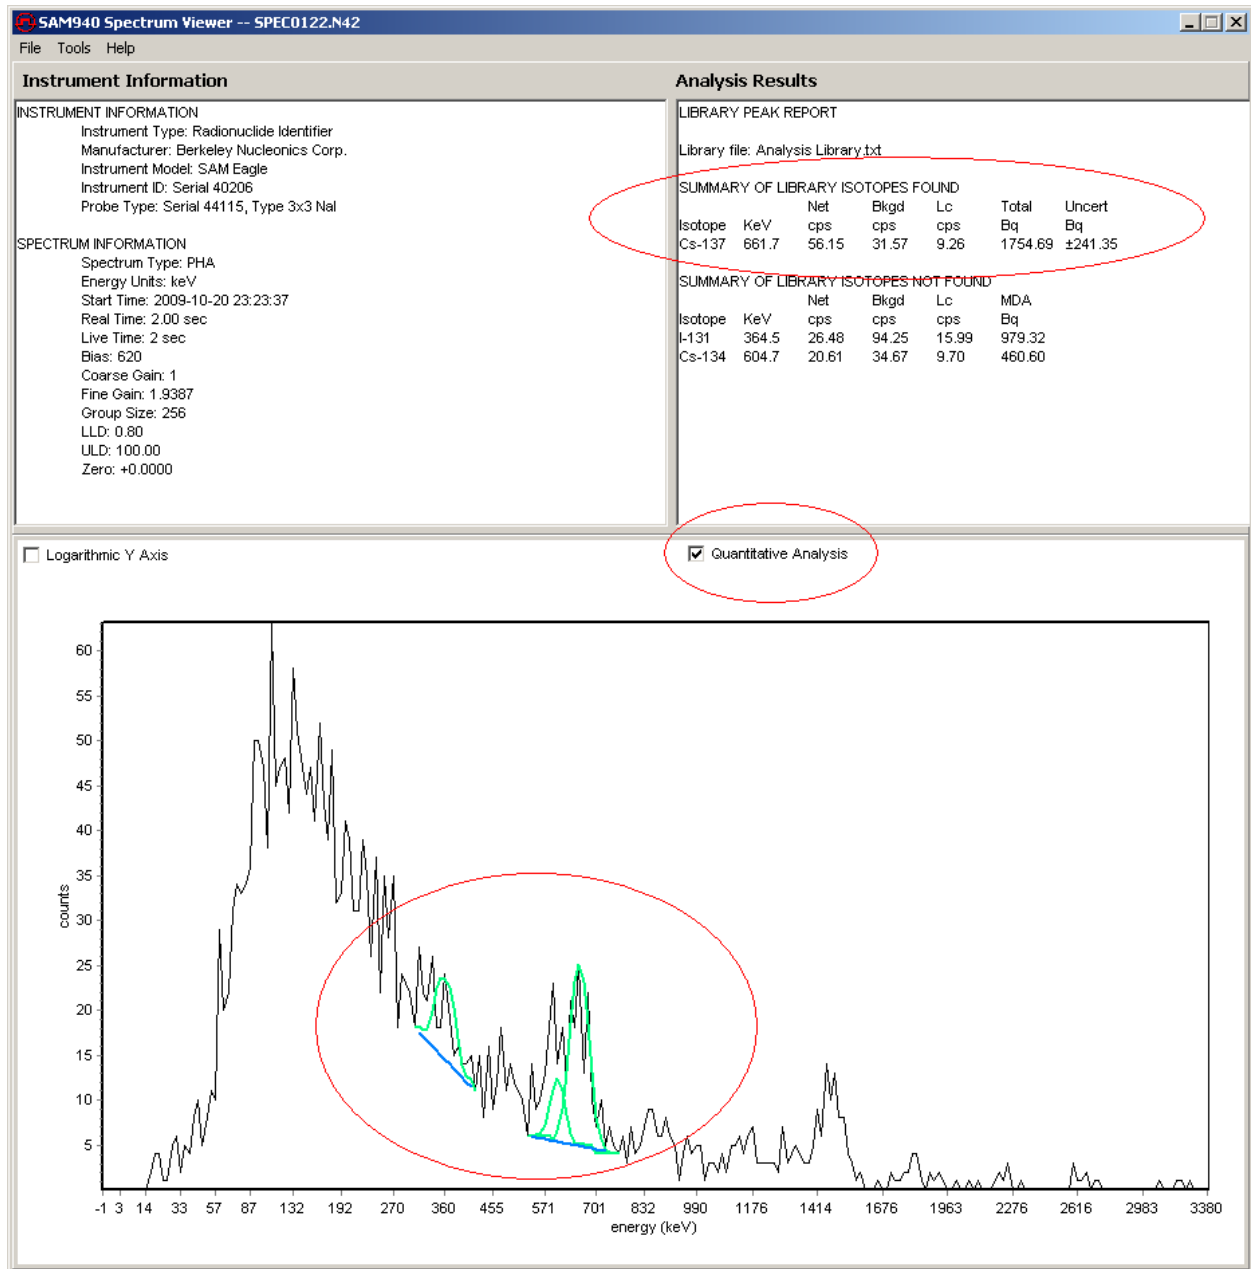 SAM940 Spectrum Viewer -- SPEC0122.N42
File Tools Help
Instrument Information
INSTRUMENT INFORMATION
Instrument Type: Radionuclide Identifier
Manufacturer: Berkeley Nucleonics Corp.
Instrument Model: SAM Eagle
Instrument ID: Serial 40206
Probe Type: Serial 44115, Type 3x3 NaI
SPECTRUM INFORMATION
Spectrum Type: PHA
Energy Units: keV
Start Time: 2009-10-20 23:23:37
Real Time: 2.00 sec
Live Time: 2 sec
Bias: 620
Coarse Gain: 1
Fine Gain: 1.9387
Group Size: 256
LLD: 0.80
ULD: 100.00
Zero: +0.0000
Analysis Results
LIBRARY PEAK REPORT
Library file: Analysis Library.txt
SUMMARY OF LIBRARY ISOTOPES FOUND
Net Bkgd Lc Total Uncert
Isotope KeV cps cps cps Bq Bq
Cs-137 661.7 56.15 31.57 9.26 1754.69 ±241.35
SUMMARY OF LIBRARY ISOTOPES NOT FOUND
Net Bkgd Lc MDA
Isotope KeV cps cps cps Bq
I-131 364.5 26.48 94.25 15.99 979.32
Cs-134 604.7 20.61 34.67 9.70 460.60
Logarithmic Y Axis
Quantitative Analysis
60
55
50
45
40
35
30
25
20
15
10
5
counts
-1 3 14 33 57 87 132 192 270 360 455 571 701 832 990 1176 1414 1676 1963 2276 2616 2983 3380
energy (keV)